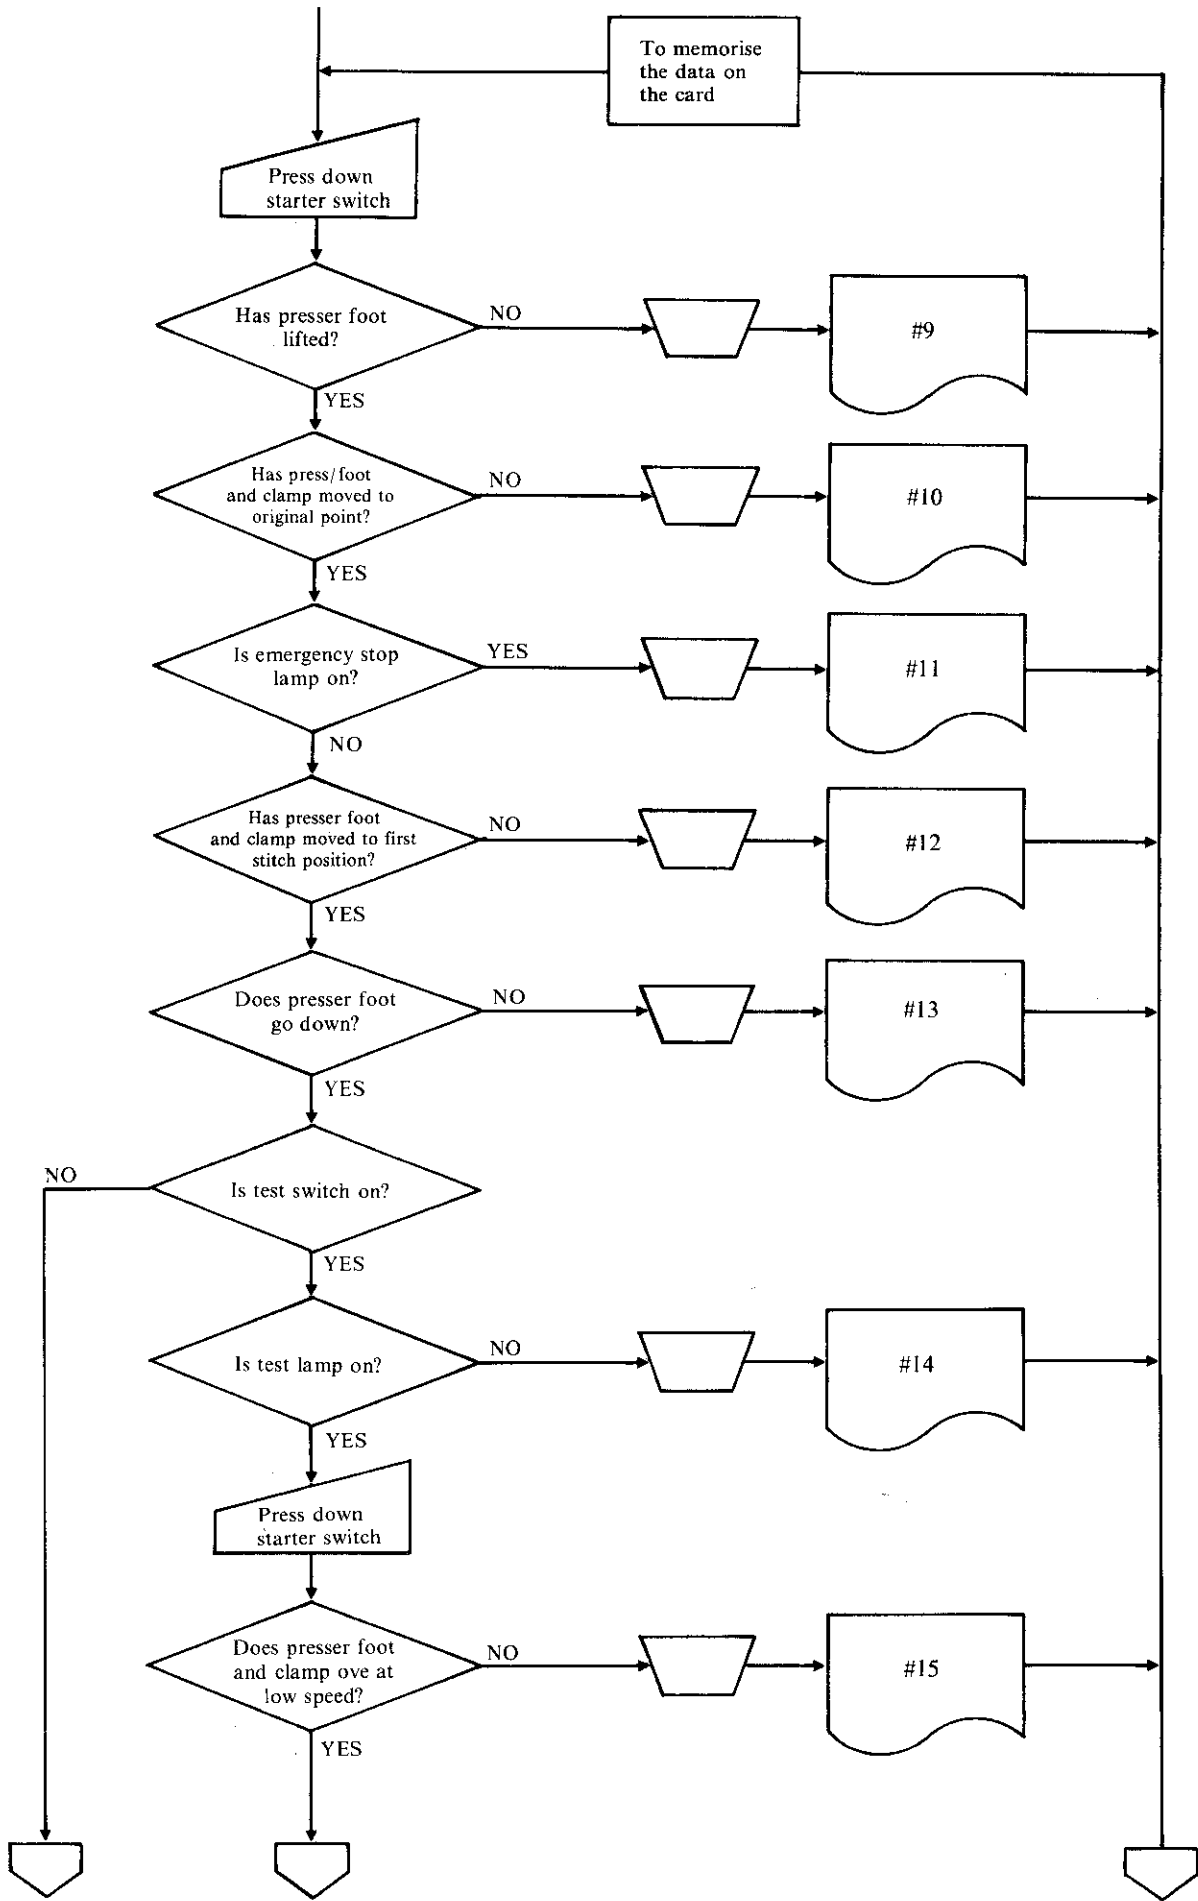 To memorise
the data on
the card
Press down
starter switch
Has presser foot
lifted?
NO
#9
YES
Has press/foot
and clamp moved to
original point?
NO
#10
YES
Is emergency stop
lamp on?
YES
#11
NO
Has presser foot
and clamp moved to first
stitch position?
NO
#12
YES
Does presser foot
go down?
NO
#13
YES
NO
Is test switch on?
YES
Is test lamp on?
NO
#14
YES
Press down
starter switch
Does presser foot
and clamp ove at
low speed?
NO
#15
YES